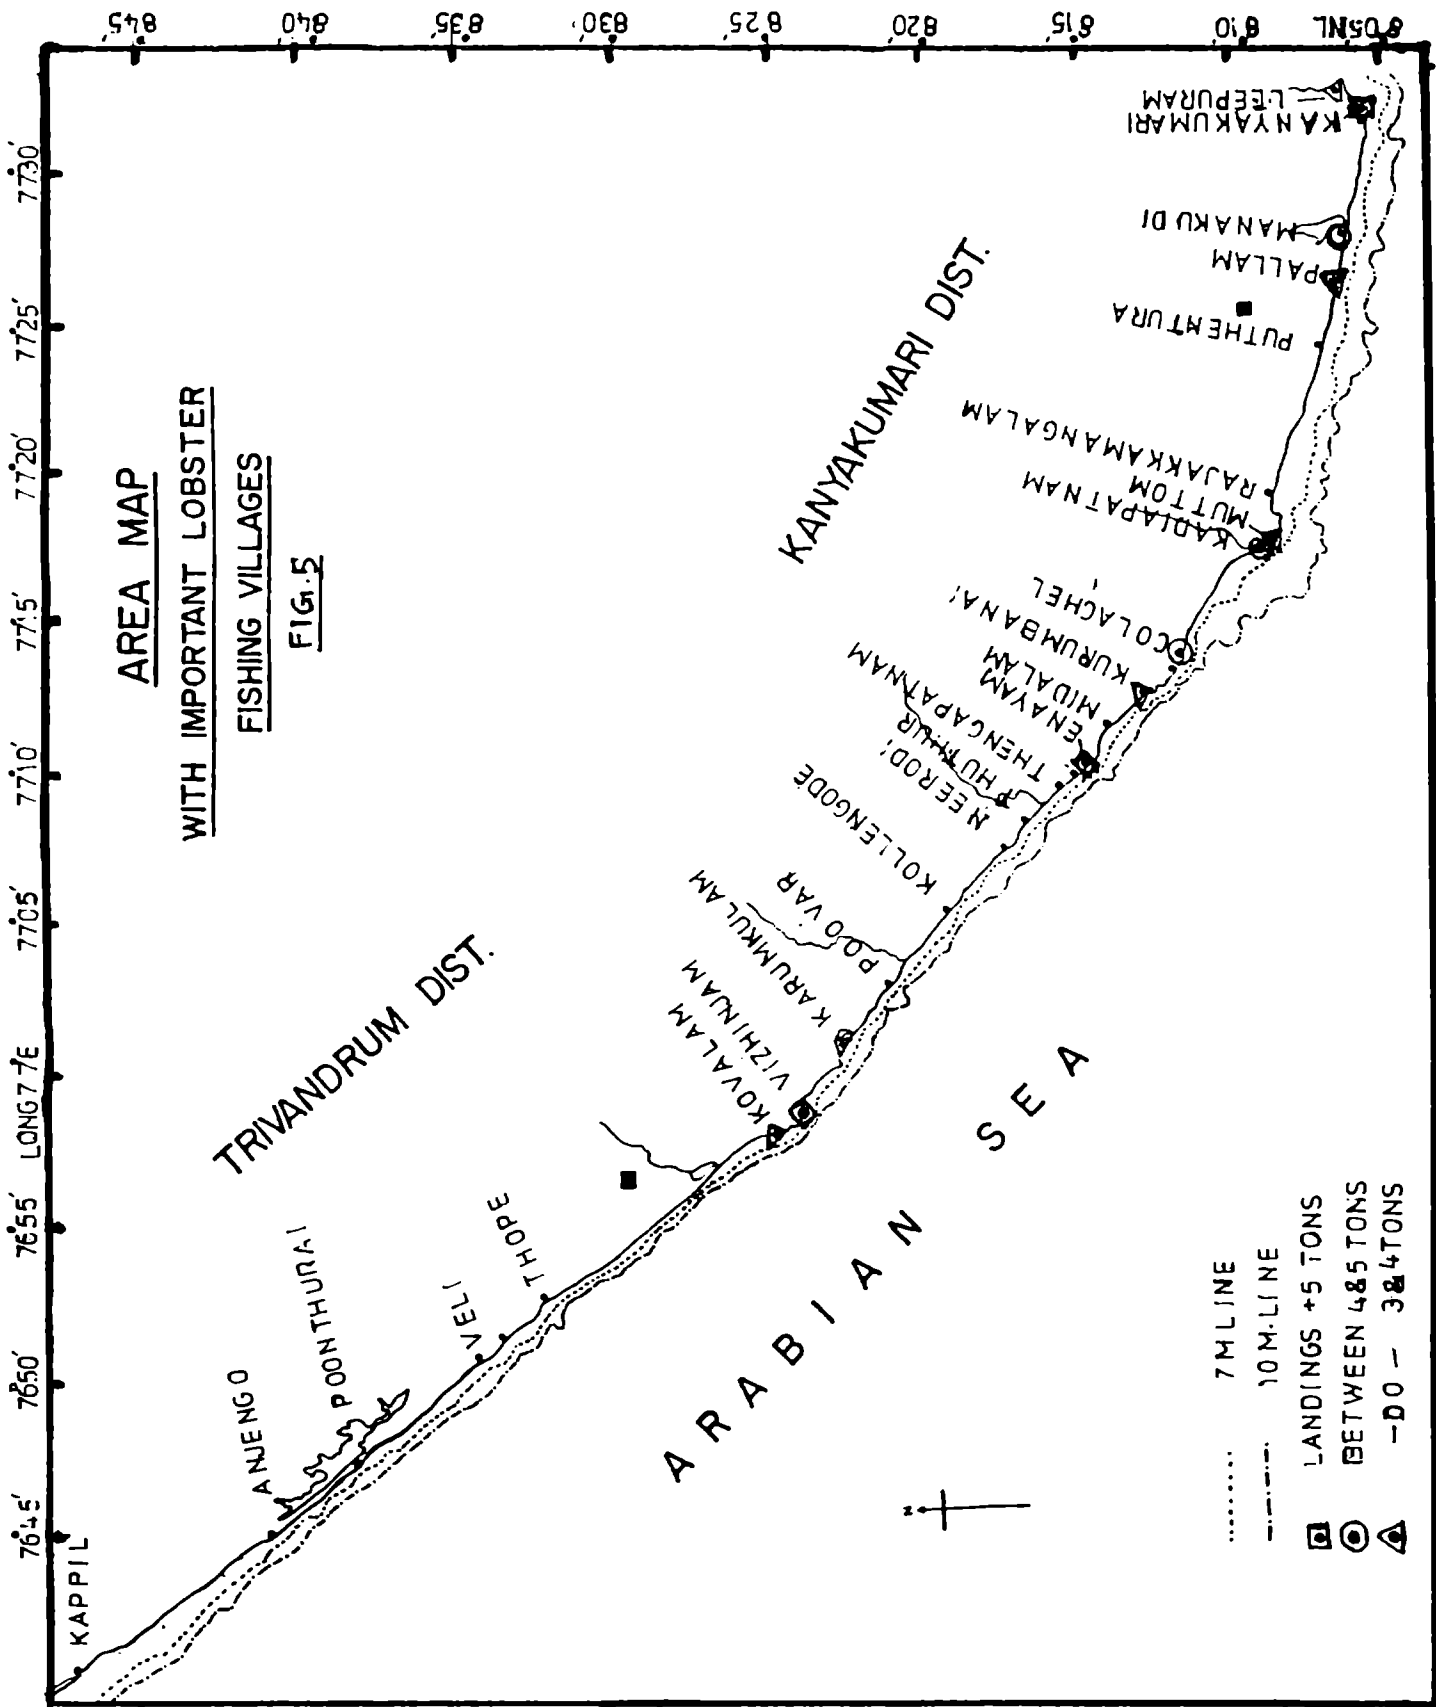 AREA MAP
WITH IMPORTANT LOBSTER
FISHING VILLAGES
FIG.5
76°45'
76°50'
76°55'
LONG 77°E
77°05'
77°10'
77°15'
77°20'
77°25'
77°30'
8°45'
8°40'
8°35'
8°30'
8°25'
8°20'
8°15'
8°10'
8°05'NL
TRIVANDRUM DIST.
KANYAKUMARI DIST.
KAPPIL
ANJENGO
POONTHURAI
VELI
THOPE
KOVALAM
VIZHINJAM
KARUMKULAM
POOVAR
KOLLENGODE
NEERODI
PHUTHUR
THENGAPATNAM
ENAYAM
MIDALAM
KURUMBANAI
COLACHEL
KADIAPATNAM
MUTTOM
RAJAKKAMANGALAM
PUTHENTURA
PALLAM
MANAKUDI
KANYAKUMARI
LEEPURAM
ARABIAN SEA
N
7M LINE
10M.LINE
LANDINGS +5 TONS
BETWEEN 4&5 TONS
-DO- 3&4 TONS